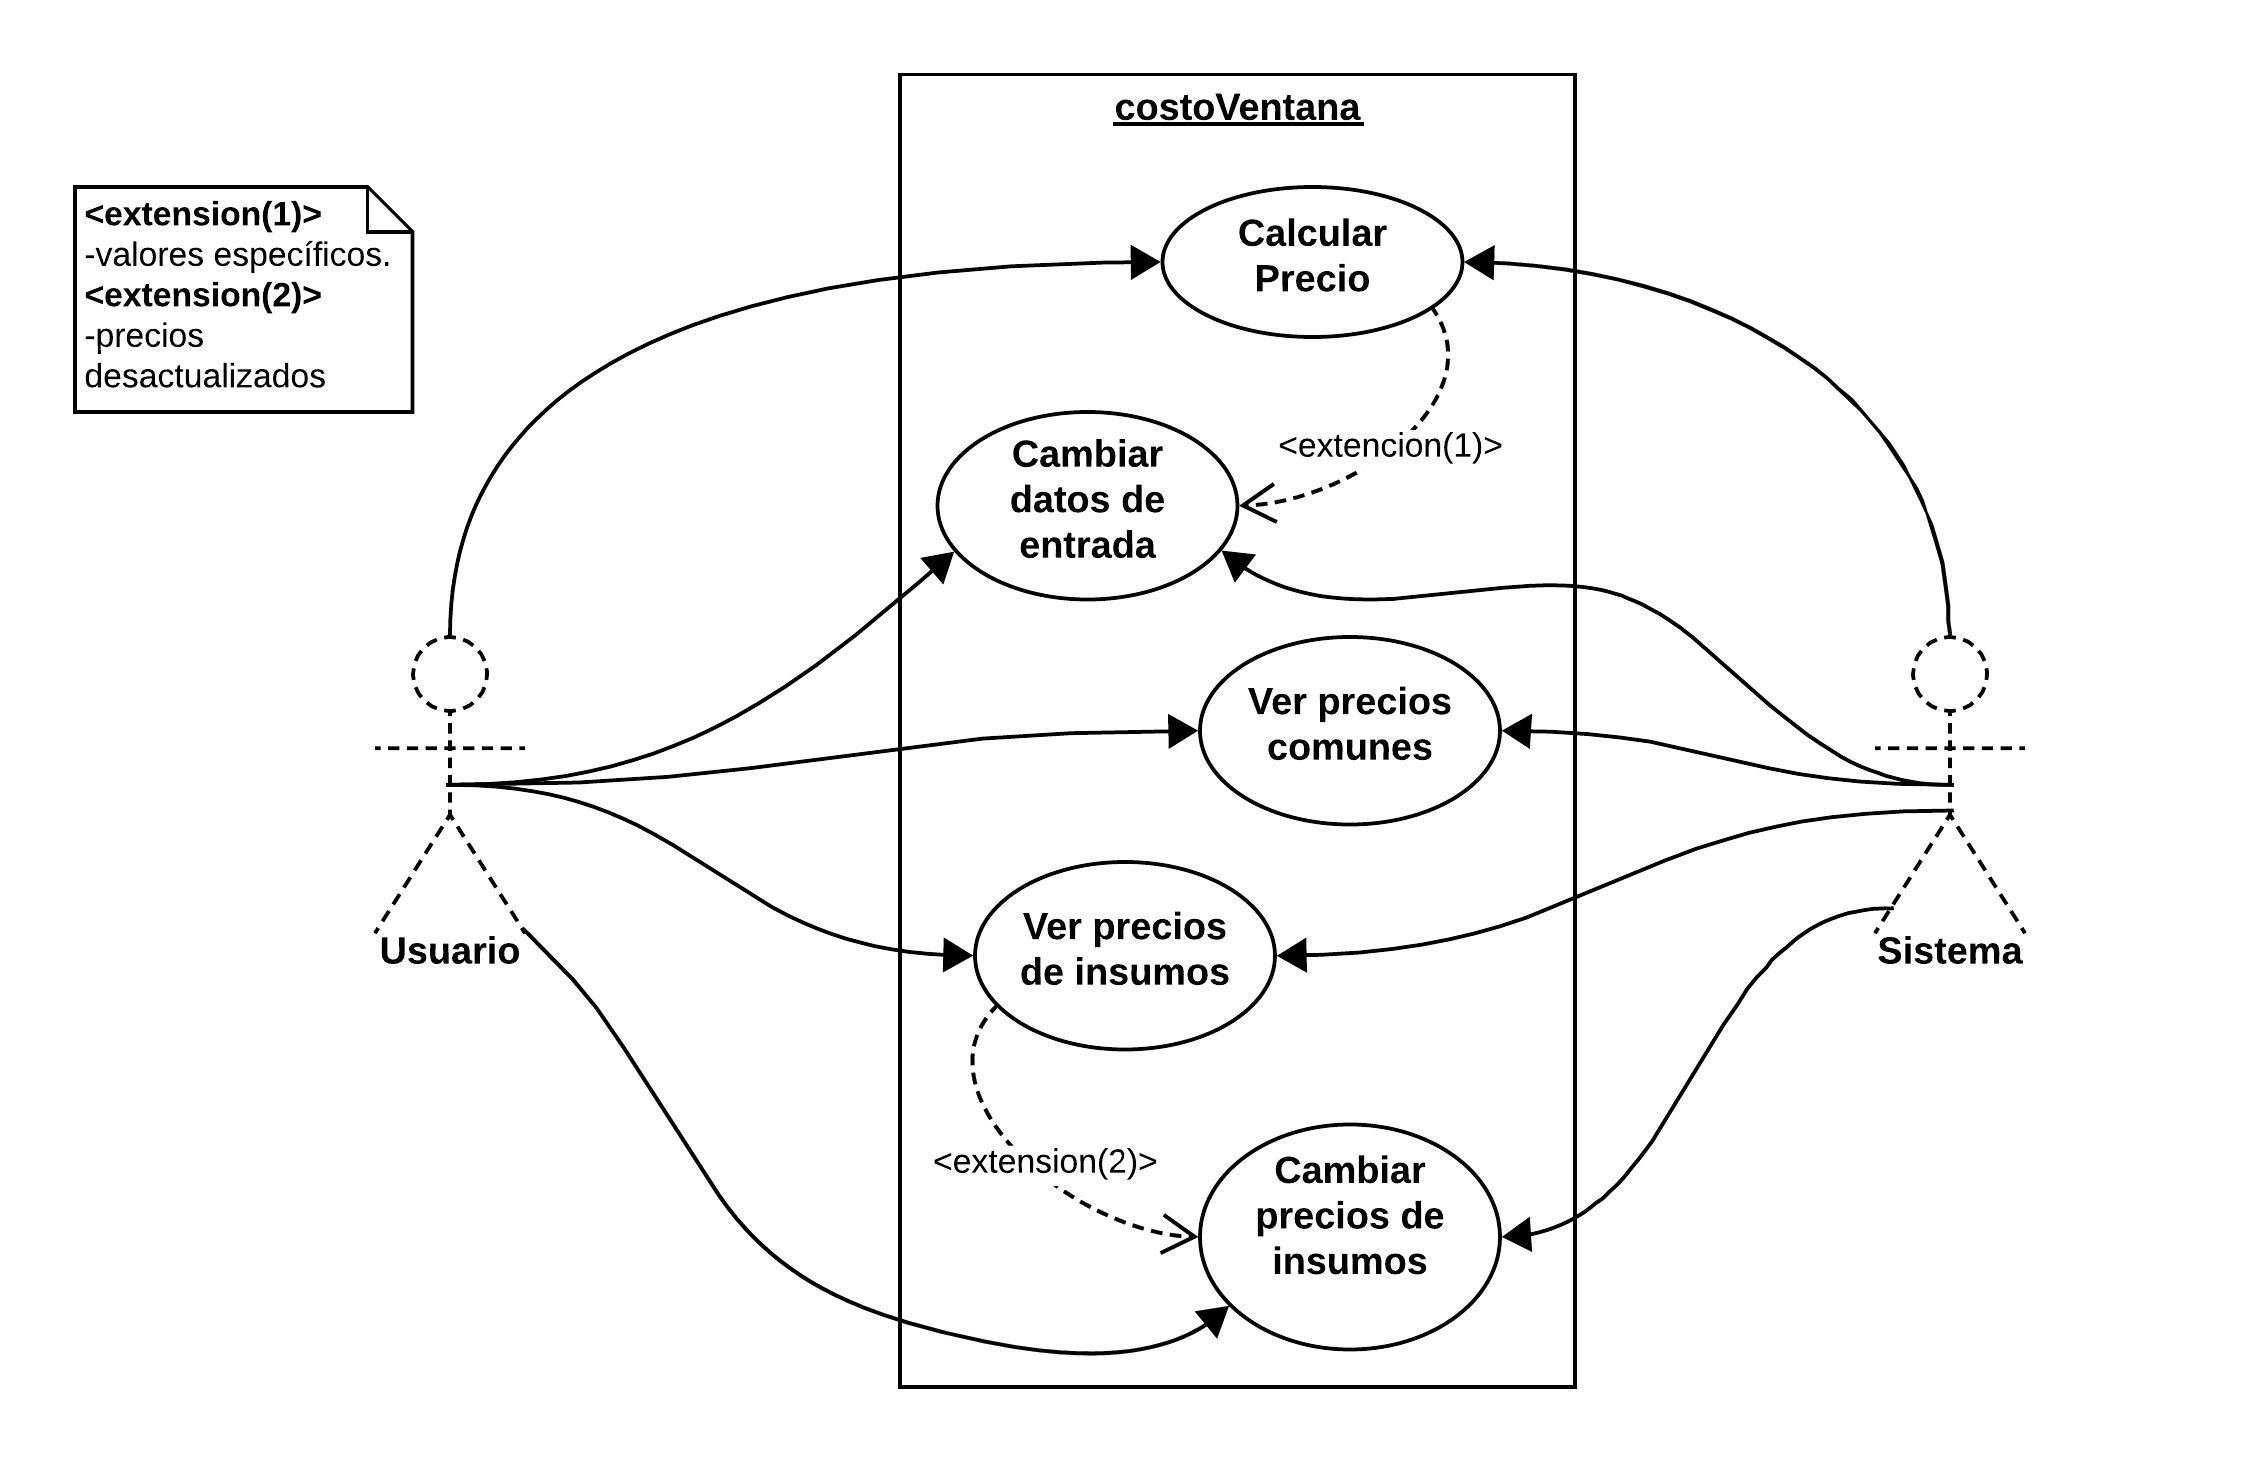 costoVentana
<extension(1)>
-valores específicos.
<extension(2)>
-precios
desactualizados
Calcular
Precio
<extencion(1)>
Cambiar
datos de
entrada
Ver precios
comunes
Usuario
Sistema
Ver precios
de insumos
<extension(2)>
Cambiar
precios de
insumos